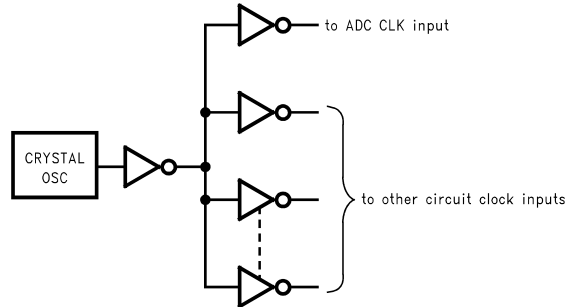 to ADC CLK input
CRYSTAL
OSC
to other circuit clock inputs